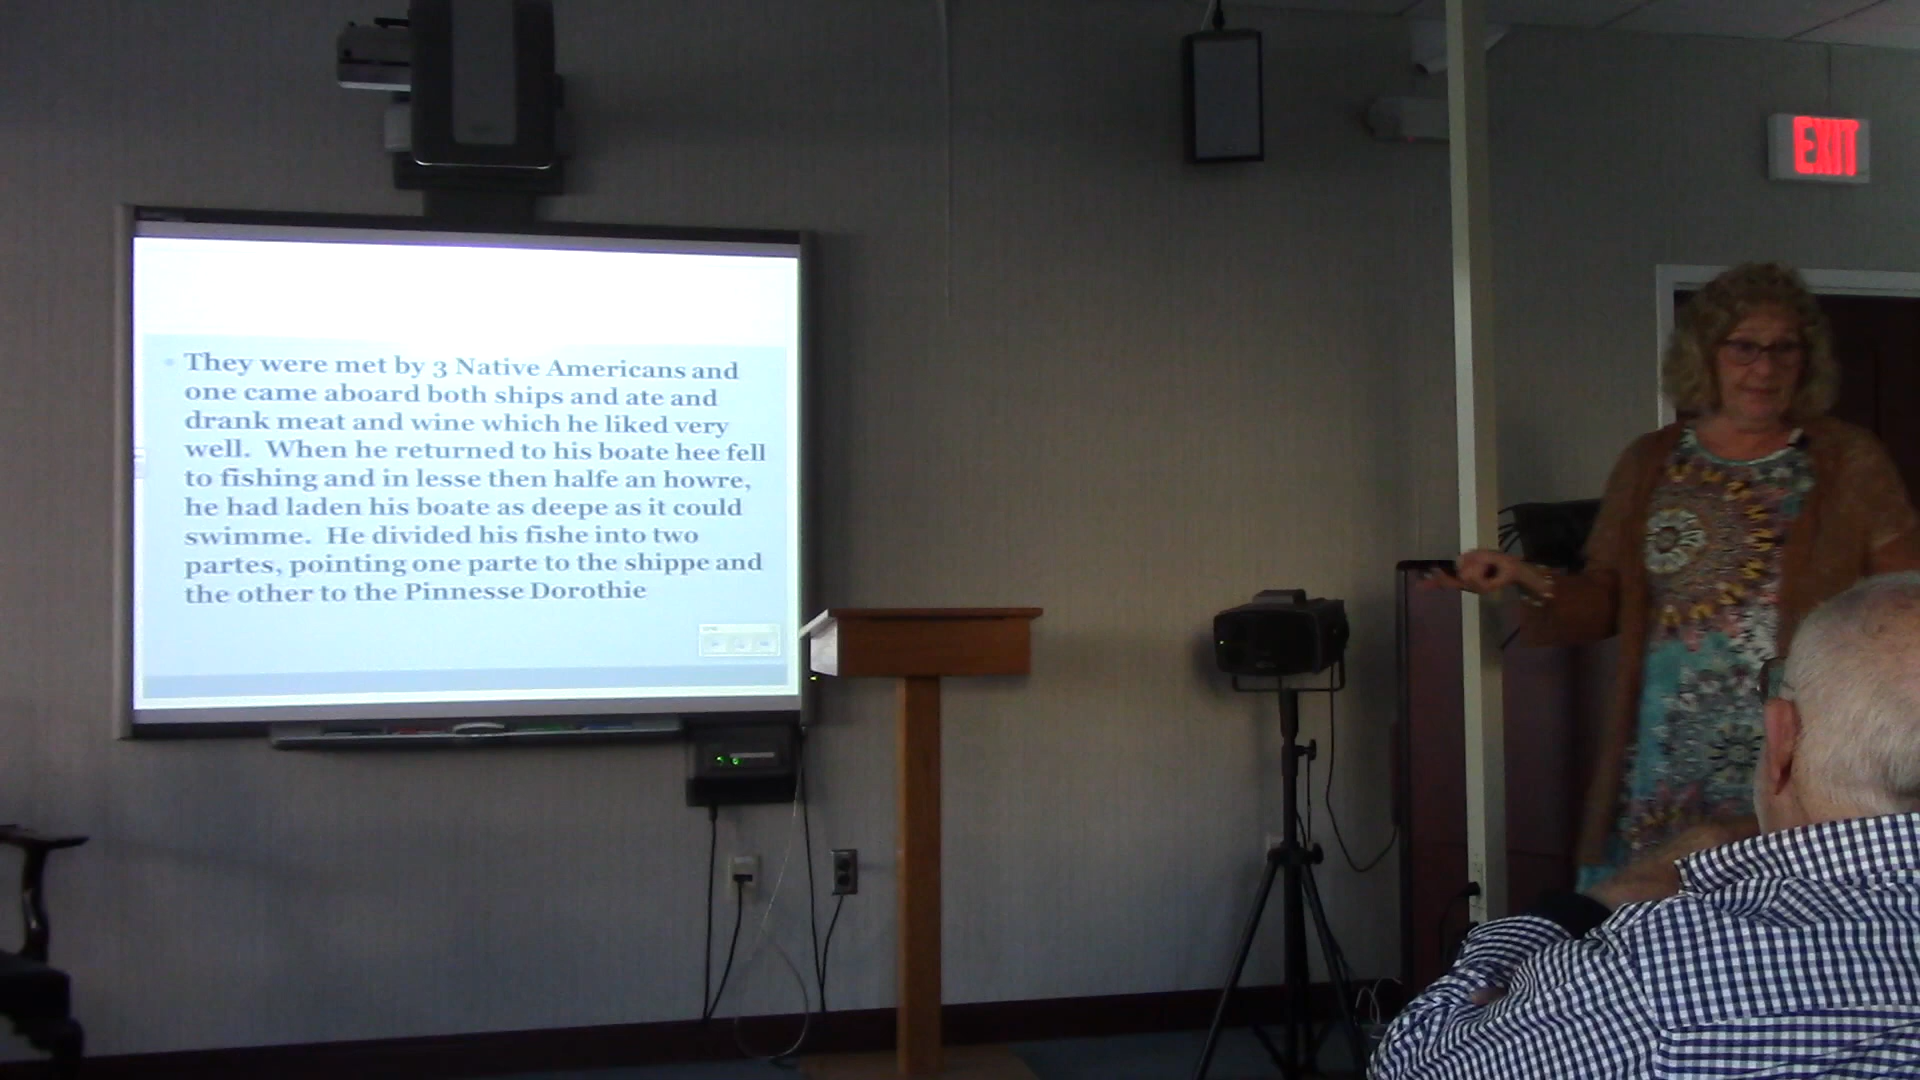 They were met by 3 Native Americans and
one came aboard both ships and ate and
drank meat and wine which he liked very
well. When he returned to his boate hee fell
to fishing and in lesse then halfe an howre,
he had laden his boate as deepe as it could
swimme. He divided his fishe into two
partes, pointing one parte to the shippe and
the other to the Pinnesse Dorothie
EXIT